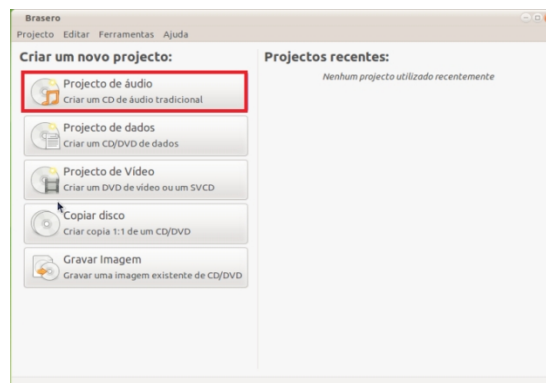 Brasero
Projecto Editar Ferramentas Ajuda
Criar um novo projecto:
Projecto de áudio
Criar um CD de áudio tradicional
Projecto de dados
Criar um CD/DVD de dados
Projecto de Vídeo
Criar um DVD de vídeo ou um SVCD
Copiar disco
Criar copia 1:1 de um CD/DVD
Gravar Imagem
Gravar uma imagem existente de CD/DVD
Projectos recentes:
Nenhum projecto utilizado recentemente